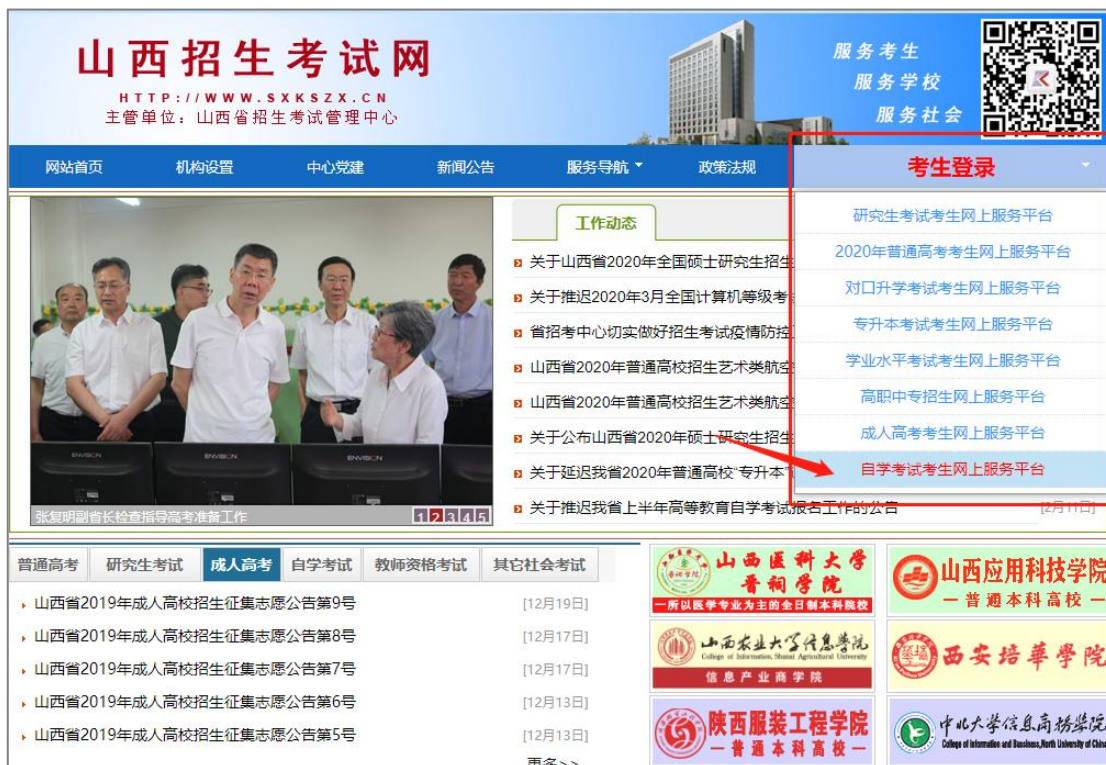 山西招生考试网
HTTP://WWW.SXKSZX.CN
主管单位：山西省招生考试管理中心
服务考生
服务学校
服务社会
网站首页 机构设置 中心党建 新闻公告 服务导航 政策法规 考生登录
研究生考试考生网上服务平台
2020年普通高考考生网上服务平台
对口升学考试考生网上服务平台
专升本考试考生网上服务平台
学业水平考试考生网上服务平台
高职中专招生网上服务平台
成人高考考生网上服务平台
自学考试考生网上服务平台
工作动态
关于山西省2020年全国硕士研究生招生
关于推迟2020年3月全国计算机等级考
省招考中心切实做好招生考试疫情防控
山西省2020年普通高校招生艺术类航空
山西省2020年普通高校招生艺术类航空
关于公布山西省2020年硕士研究生招生
关于延迟我省2020年普通高校“专升本”
关于推迟我省上半年高等教育自学考试报名工作的公告 [2月11日]
ENVISION
ENVISION
ENVISION
张复明副省长检查指导高考准备工作 1 2 3 4 5
普通高考 研究生考试 成人高考 自学考试 教师资格考试 其它社会考试
山西省2019年成人高校招生征集志愿公告第9号 [12月19日]
山西省2019年成人高校招生征集志愿公告第8号 [12月17日]
山西省2019年成人高校招生征集志愿公告第7号 [12月17日]
山西省2019年成人高校招生征集志愿公告第6号 [12月13日]
山西省2019年成人高校招生征集志愿公告第5号 [12月13日]
更多>>
山西医科大学
晋祠学院
一所以医学专业为主的全日制本科院校
山西应用科技学院
普通本科高校
山西农业大学信息学院
College of Information, Shanxi Agricultural University
信息产业商学院
西安培華學院
陕西服装工程学院
普通本科高校
中北大学信息商务学院
College of Information and Business, North University of China